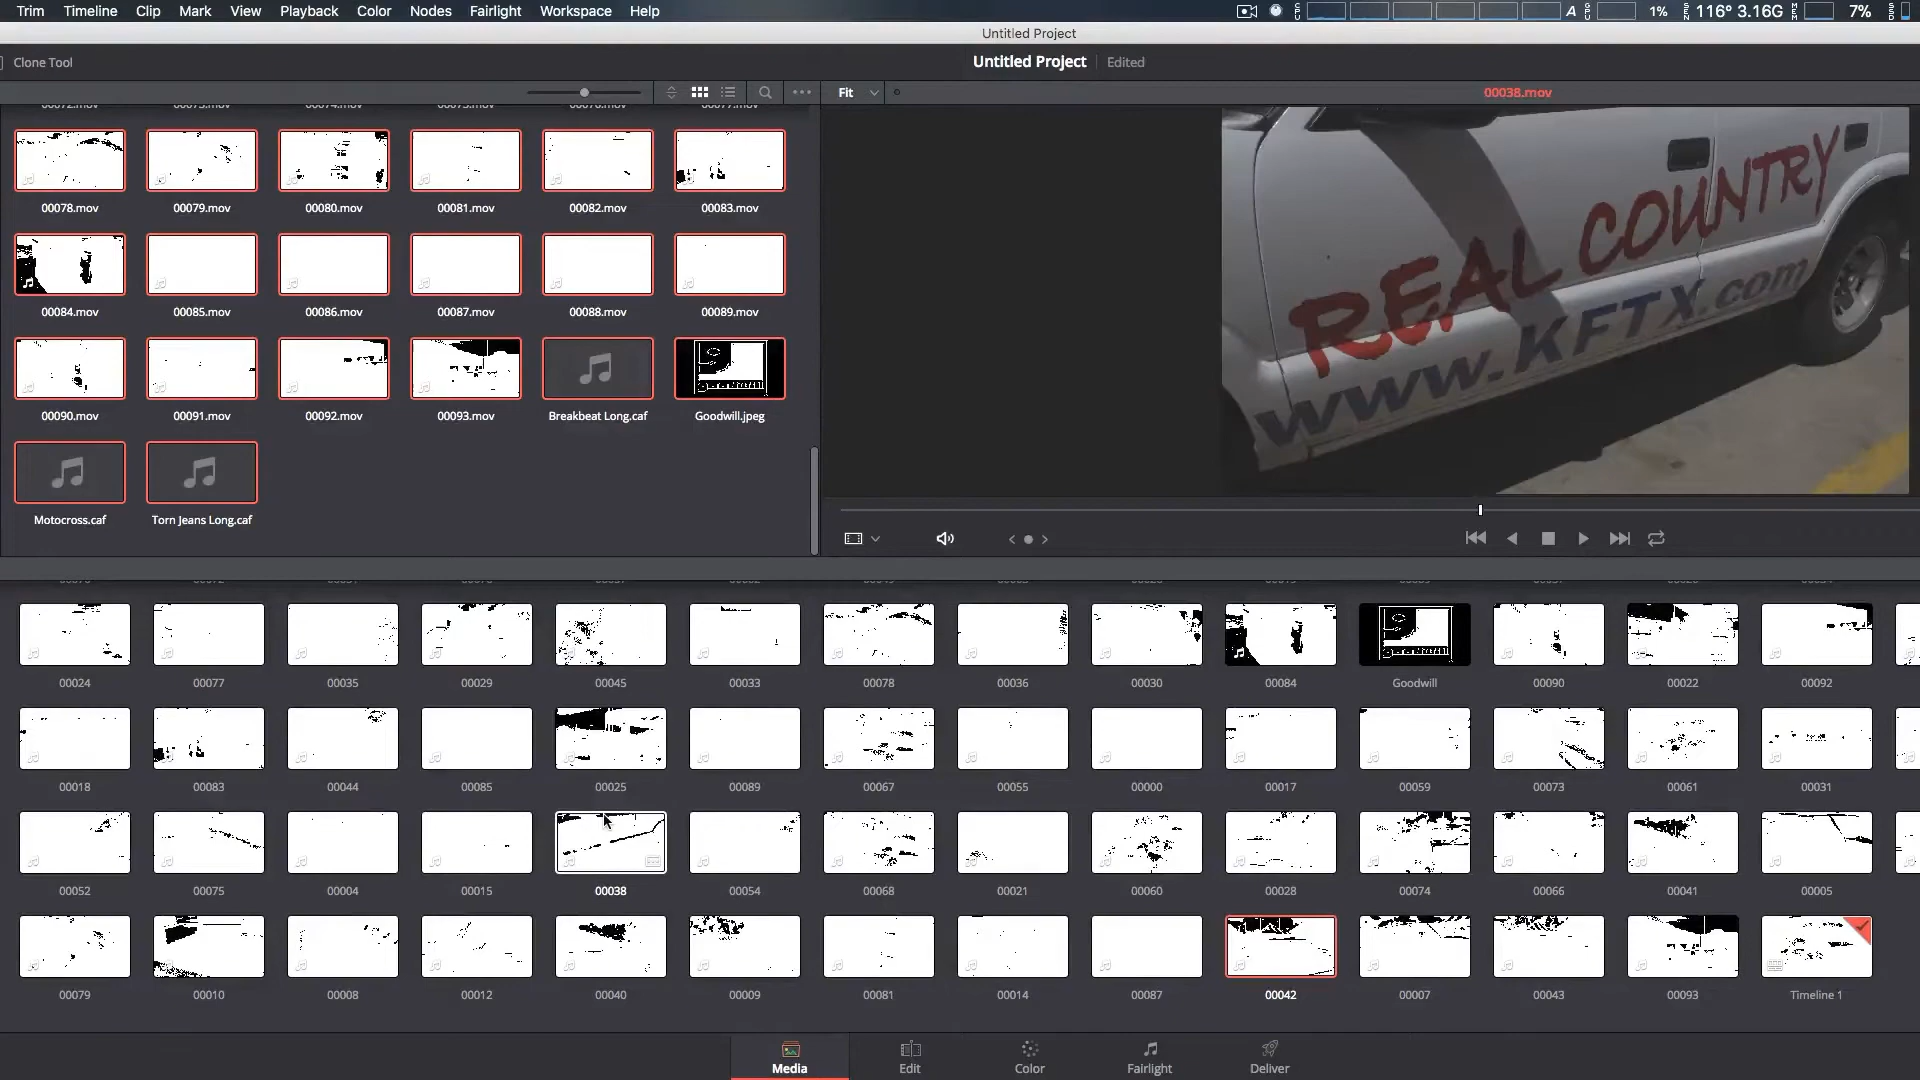 Trim Timeline Clip Mark View Playback Color Nodes Fairlight Workspace Help
A 1% 116° 3.16G 7%
Untitled Project
Clone Tool
Untitled Project Edited
Fit
00038.mov
00078.mov 00079.mov 00080.mov 00081.mov 00082.mov 00083.mov
00084.mov 00085.mov 00086.mov 00087.mov 00088.mov 00089.mov
00090.mov 00091.mov 00092.mov 00093.mov Breakbeat Long.caf Goodwill.jpeg
Motocross.caf Torn Jeans Long.caf
REAL COUNTRY
www.KFTX.com
00024 00077 00035 00029 00045 00033 00078 00036 00030 00084 Goodwill 00090 00022 00092
00018 00083 00044 00085 00025 00089 00067 00055 00000 00017 00059 00073 00061 00031
00052 00075 00004 00015 00038 00054 00068 00021 00060 00028 00074 00066 00041 00005
00079 00010 00008 00012 00040 00009 00081 00014 00087 00042 00007 00043 00093 Timeline 1
Media Edit Color Fairlight Deliver